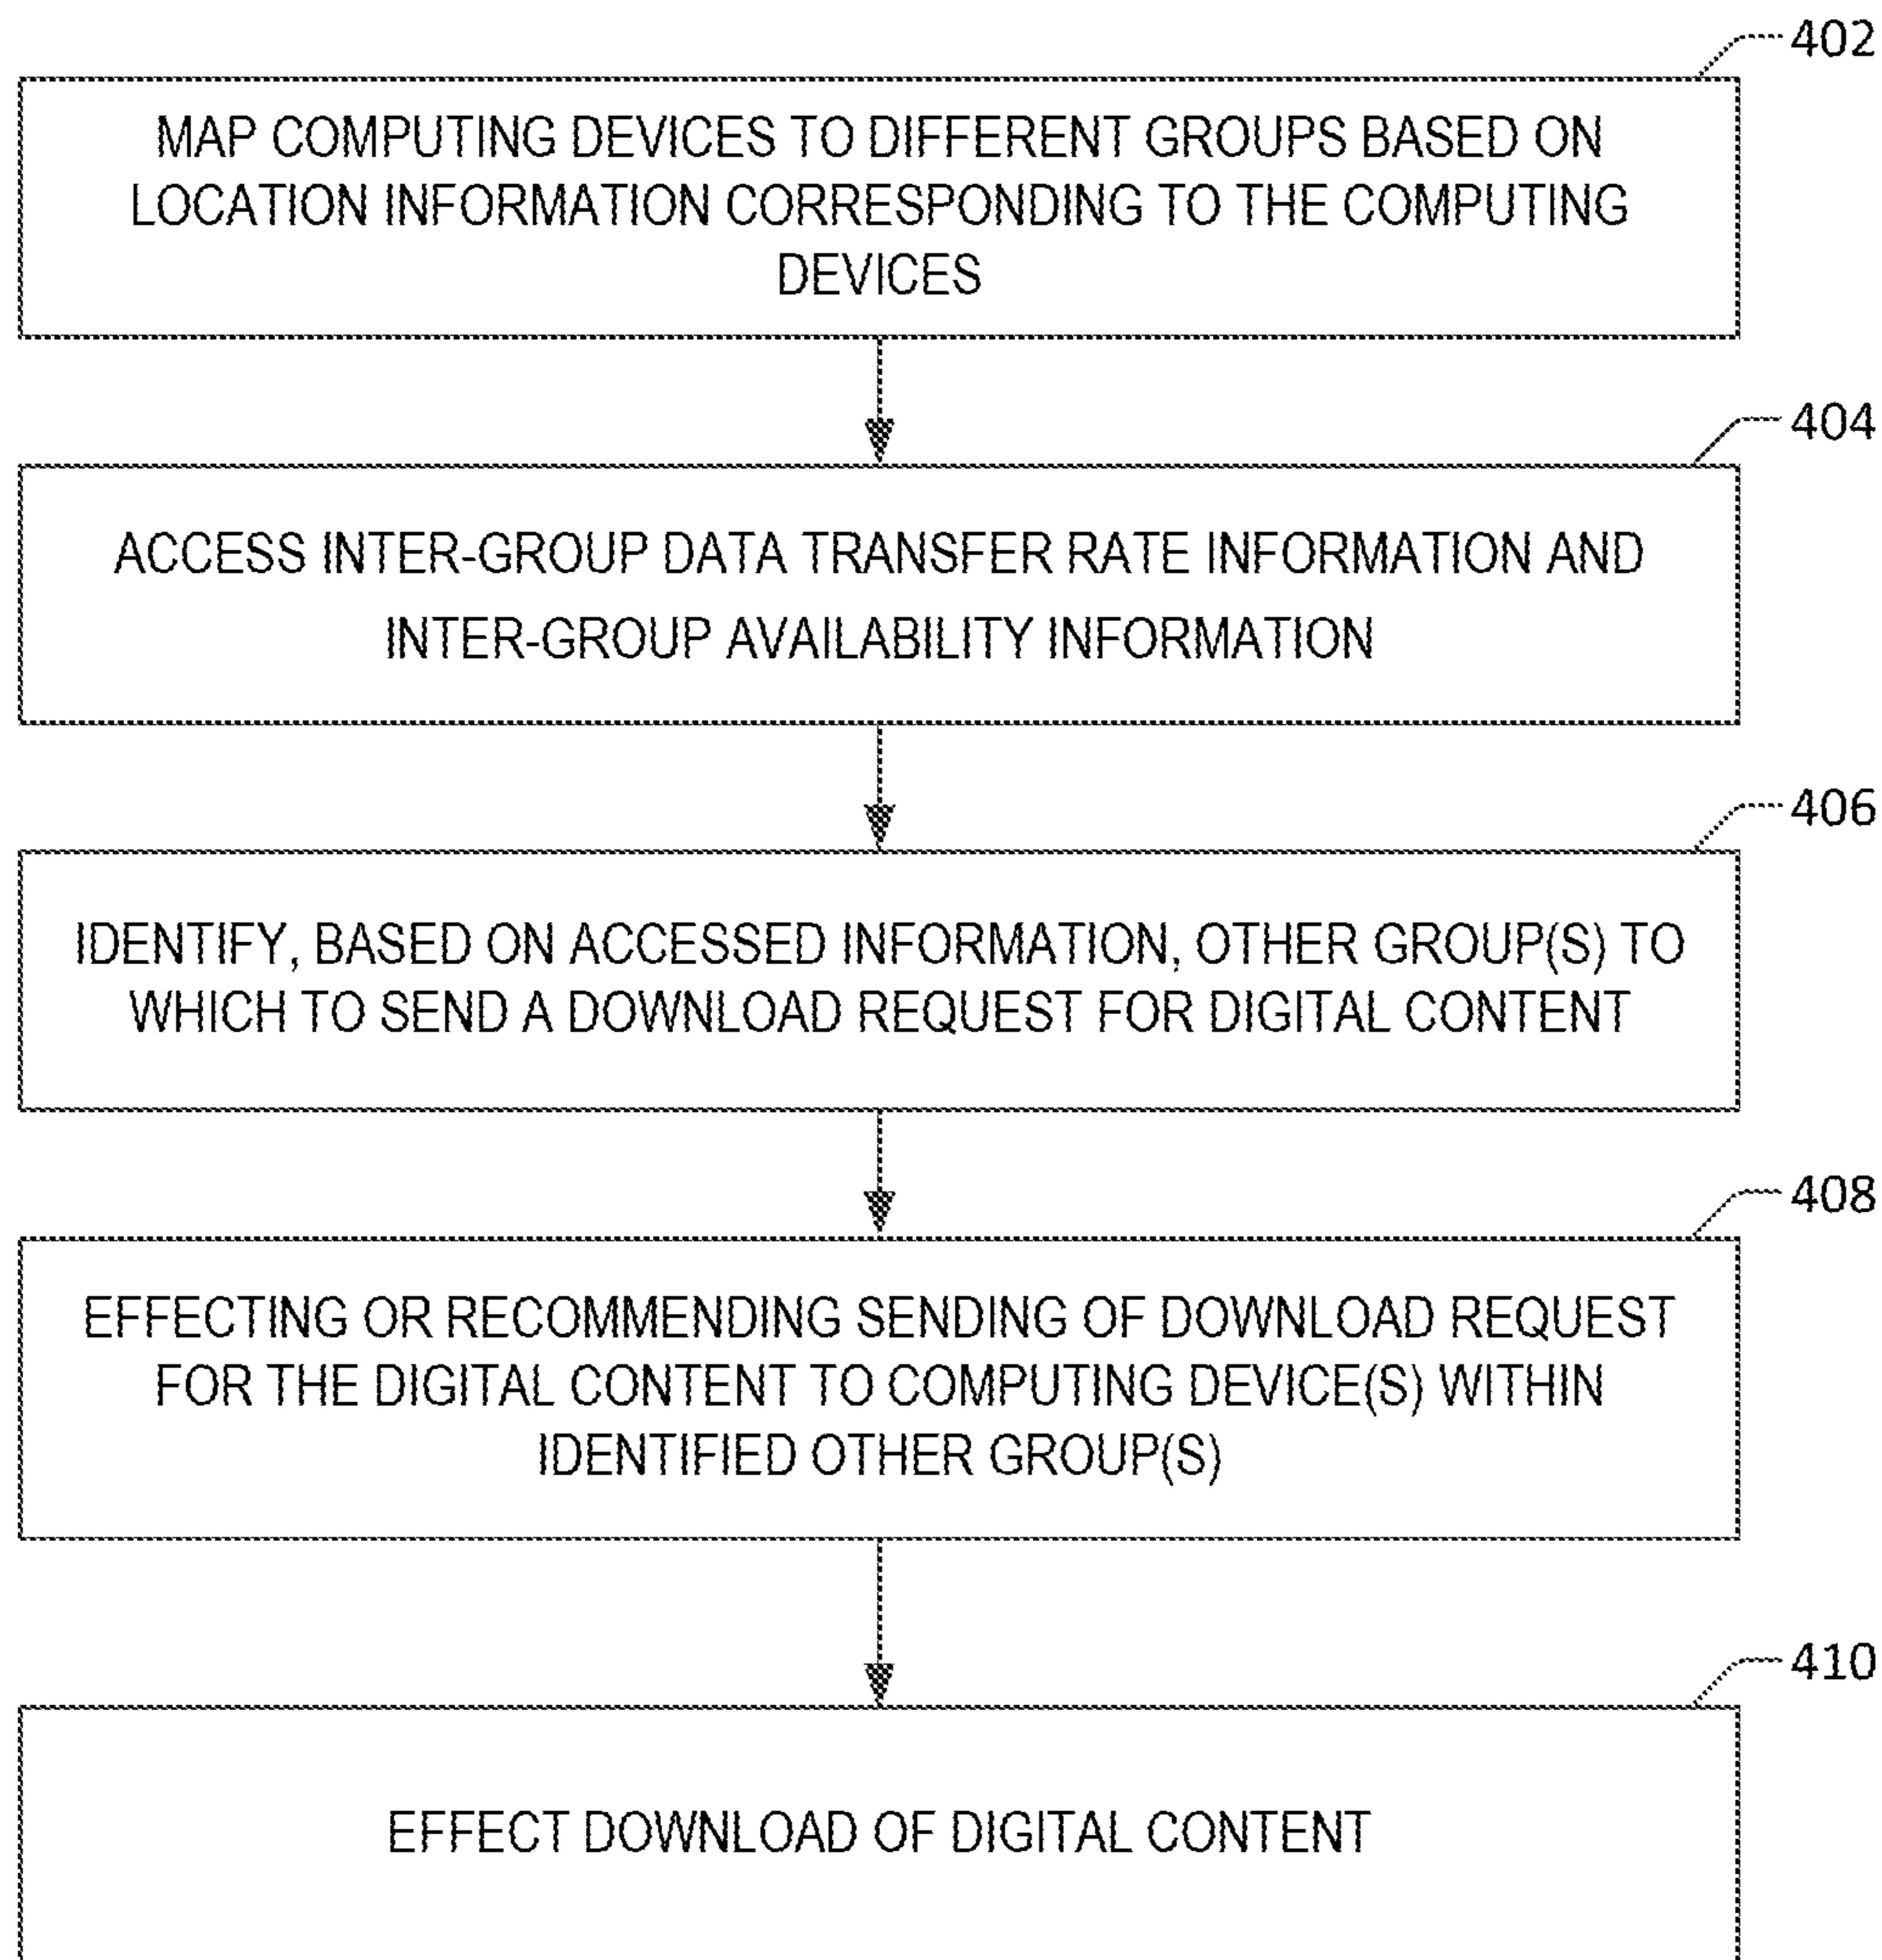 402
MAP COMPUTING DEVICES TO DIFFERENT GROUPS BASED ON
LOCATION INFORMATION CORRESPONDING TO THE COMPUTING
DEVICES
404
ACCESS INTER-GROUP DATA TRANSFER RATE INFORMATION AND
INTER-GROUP AVAILABILITY INFORMATION
406
IDENTIFY, BASED ON ACCESSED INFORMATION, OTHER GROUP(S) TO
WHICH TO SEND A DOWNLOAD REQUEST FOR DIGITAL CONTENT
408
EFFECTING OR RECOMMENDING SENDING OF DOWNLOAD REQUEST
FOR THE DIGITAL CONTENT TO COMPUTING DEVICE(S) WITHIN
IDENTIFIED OTHER GROUP(S)
410
EFFECT DOWNLOAD OF DIGITAL CONTENT